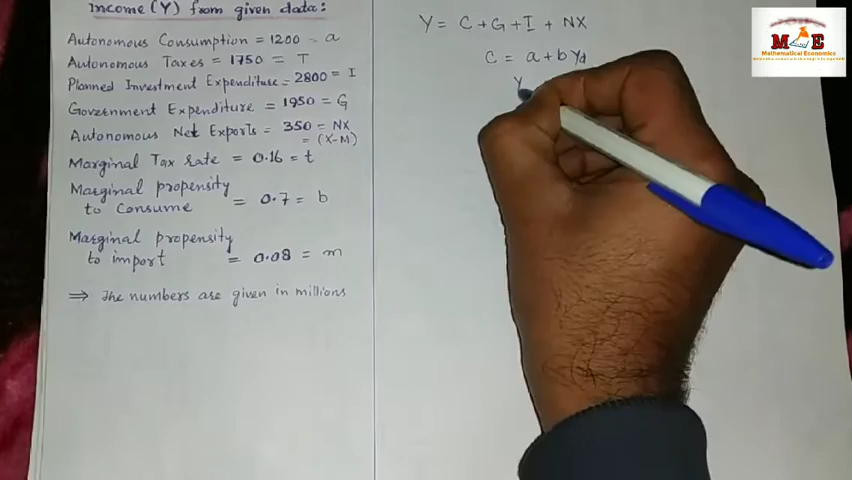 Income (Y) from given data:
Autonomous Consumption = 1200 = a
Autonomous Taxes = 1750 = T
Planned Investment Expenditure = 2800 = I
Government Expenditure = 1950 = G
Autonomous Net Exports = 350 = NX
= (X-M)
Marginal Tax rate = 0.16 = t
Marginal propensity
to Consume = 0.7 = b
Marginal propensity
to import = 0.08 = m
⇒ The numbers are given in millions
Y = C + G + I + NX
C = a + b Yd
Y
M E
Mathematical Economics